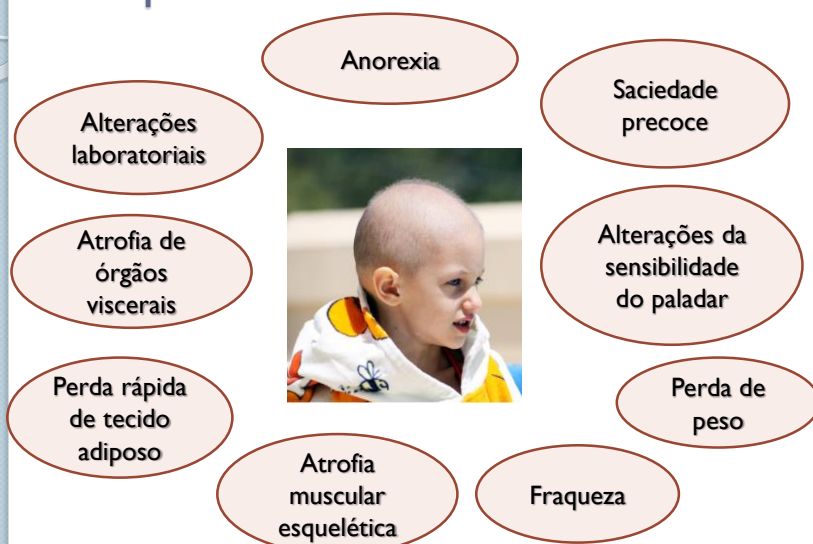 Anorexia
Saciedade
precoce
Alterações
laboratoriais
Alterações da
sensibilidade
do paladar
Atrofia de
órgãos
viscerais
Perda rápida
de tecido
adiposo
Perda de
peso
Atrofia
muscular
esquelética
Fraqueza